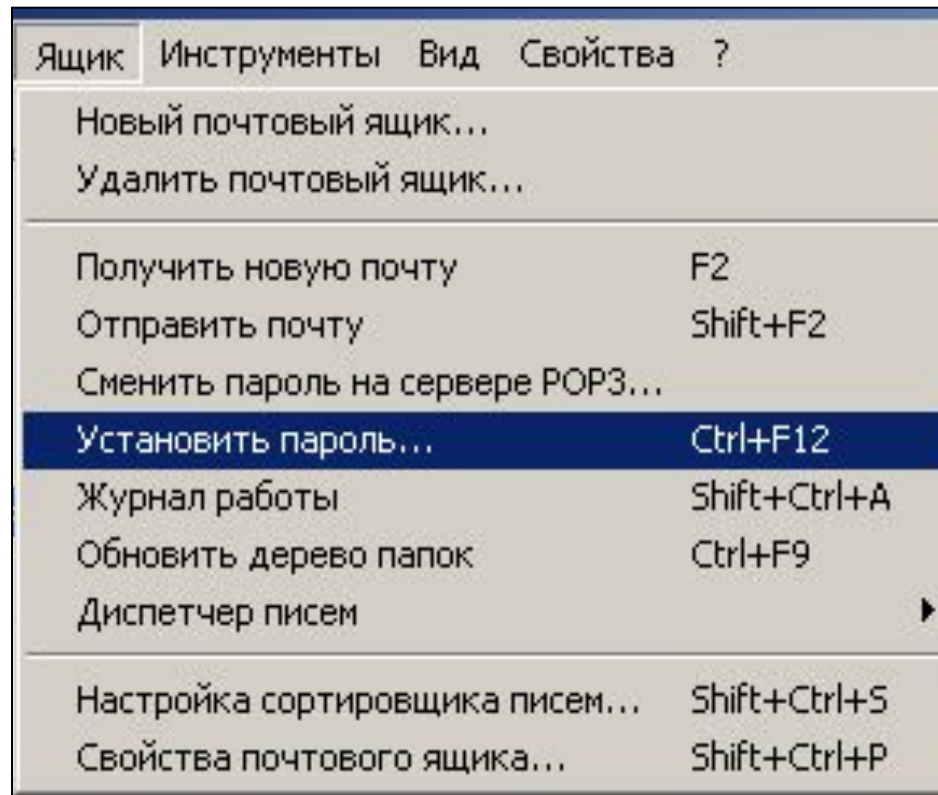 Ящик Инструменты Вид Свойства ?
Новый почтовый ящик...
Удалить почтовый ящик...
Получить новую почту F2
Отправить почту Shift+F2
Сменить пароль на сервере POP3...
Установить пароль... Ctrl+F12
Журнал работы Shift+Ctrl+A
Обновить дерево папок Ctrl+F9
Диспетчер писем
Настройка сортировщика писем... Shift+Ctrl+S
Свойства почтового ящика... Shift+Ctrl+P